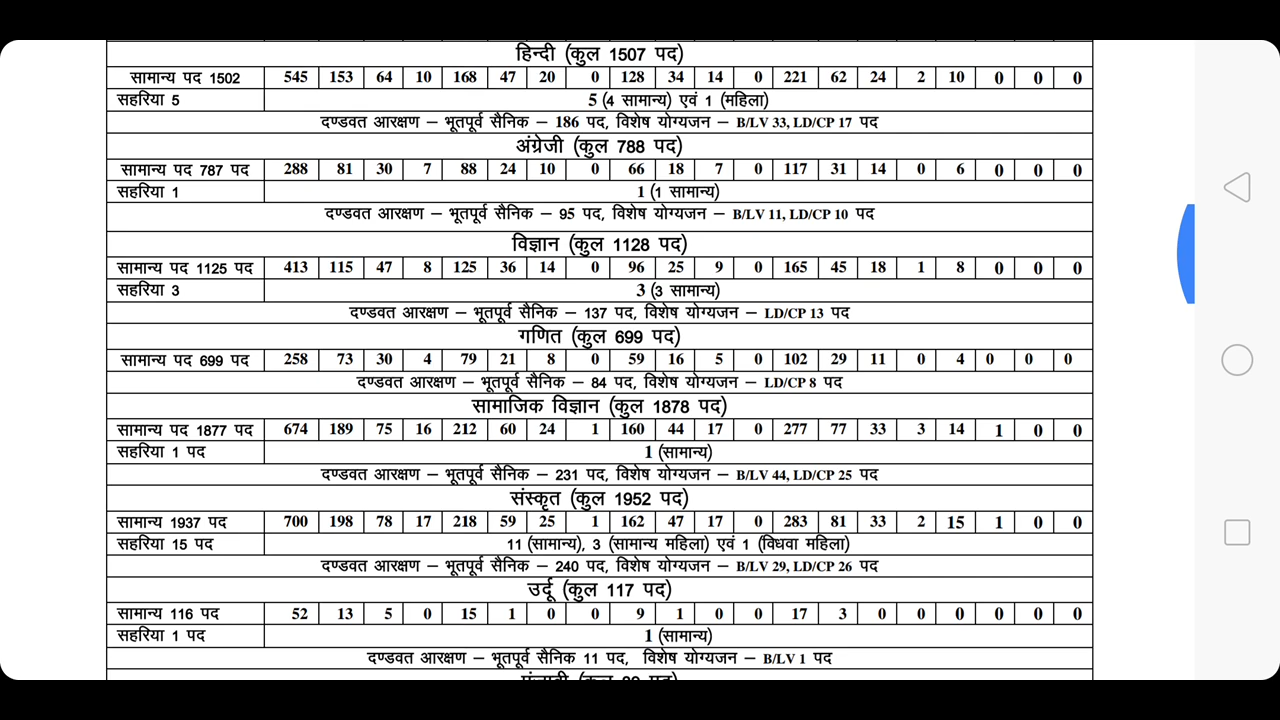 हिन्दी (कुल 1507 पद)
सामान्य पद 1502 545 153 64 10 168 47 20 0 128 34 14 0 221 62 24 2 10 0 0 0
सहरिया 5 5 (4 सामान्य) एवं 1 (महिला)
दण्डवत आरक्षण – भूतपूर्व सैनिक – 186 पद, विशेष योग्यजन – B/LV 33, LD/CP 17 पद
अंग्रेजी (कुल 788 पद)
सामान्य पद 787 पद 288 81 30 7 88 24 10 0 66 18 7 0 117 31 14 0 6 0 0 0
सहरिया 1 1 (1 सामान्य)
दण्डवत आरक्षण – भूतपूर्व सैनिक – 95 पद, विशेष योग्यजन – B/LV 11, LD/CP 10 पद
विज्ञान (कुल 1128 पद)
सामान्य पद 1125 पद 413 115 47 8 125 36 14 0 96 25 9 0 165 45 18 1 8 0 0 0
सहरिया 3 3 (3 सामान्य)
दण्डवत आरक्षण – भूतपूर्व सैनिक – 137 पद, विशेष योग्यजन – LD/CP 13 पद
गणित (कुल 699 पद)
सामान्य पद 699 पद 258 73 30 4 79 21 8 0 59 16 5 0 102 29 11 0 4 0 0 0
दण्डवत आरक्षण – भूतपूर्व सैनिक – 84 पद, विशेष योग्यजन – LD/CP 8 पद
सामाजिक विज्ञान (कुल 1878 पद)
सामान्य पद 1877 पद 674 189 75 16 212 60 24 1 160 44 17 0 277 77 33 3 14 1 0 0
सहरिया 1 पद 1 (सामान्य)
दण्डवत आरक्षण – भूतपूर्व सैनिक – 231 पद, विशेष योग्यजन – B/LV 44, LD/CP 25 पद
संस्कृत (कुल 1952 पद)
सामान्य 1937 पद 700 198 78 17 218 59 25 1 162 47 17 0 283 81 33 2 15 1 0 0
सहरिया 15 पद 11 (सामान्य), 3 (सामान्य महिला) एवं 1 (विधवा महिला)
दण्डवत आरक्षण – भूतपूर्व सैनिक – 240 पद, विशेष योग्यजन – B/LV 29, LD/CP 26 पद
उर्दू (कुल 117 पद)
सामान्य 116 पद 52 13 5 0 15 1 0 0 9 1 0 0 17 3 0 0 0 0 0 0
सहरिया 1 पद 1 (सामान्य)
दण्डवत आरक्षण – भूतपूर्व सैनिक 11 पद, विशेष योग्यजन – B/LV 1 पद